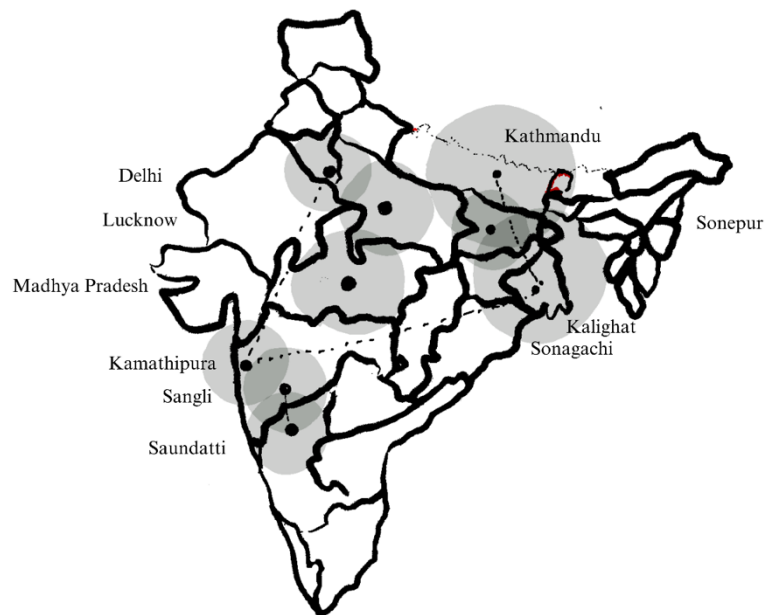 Kathmandu
Delhi
Lucknow
Sonepur
Madhya Pradesh
Kalighat
Sonagachi
Kamathipura
Sangli
Saundatti